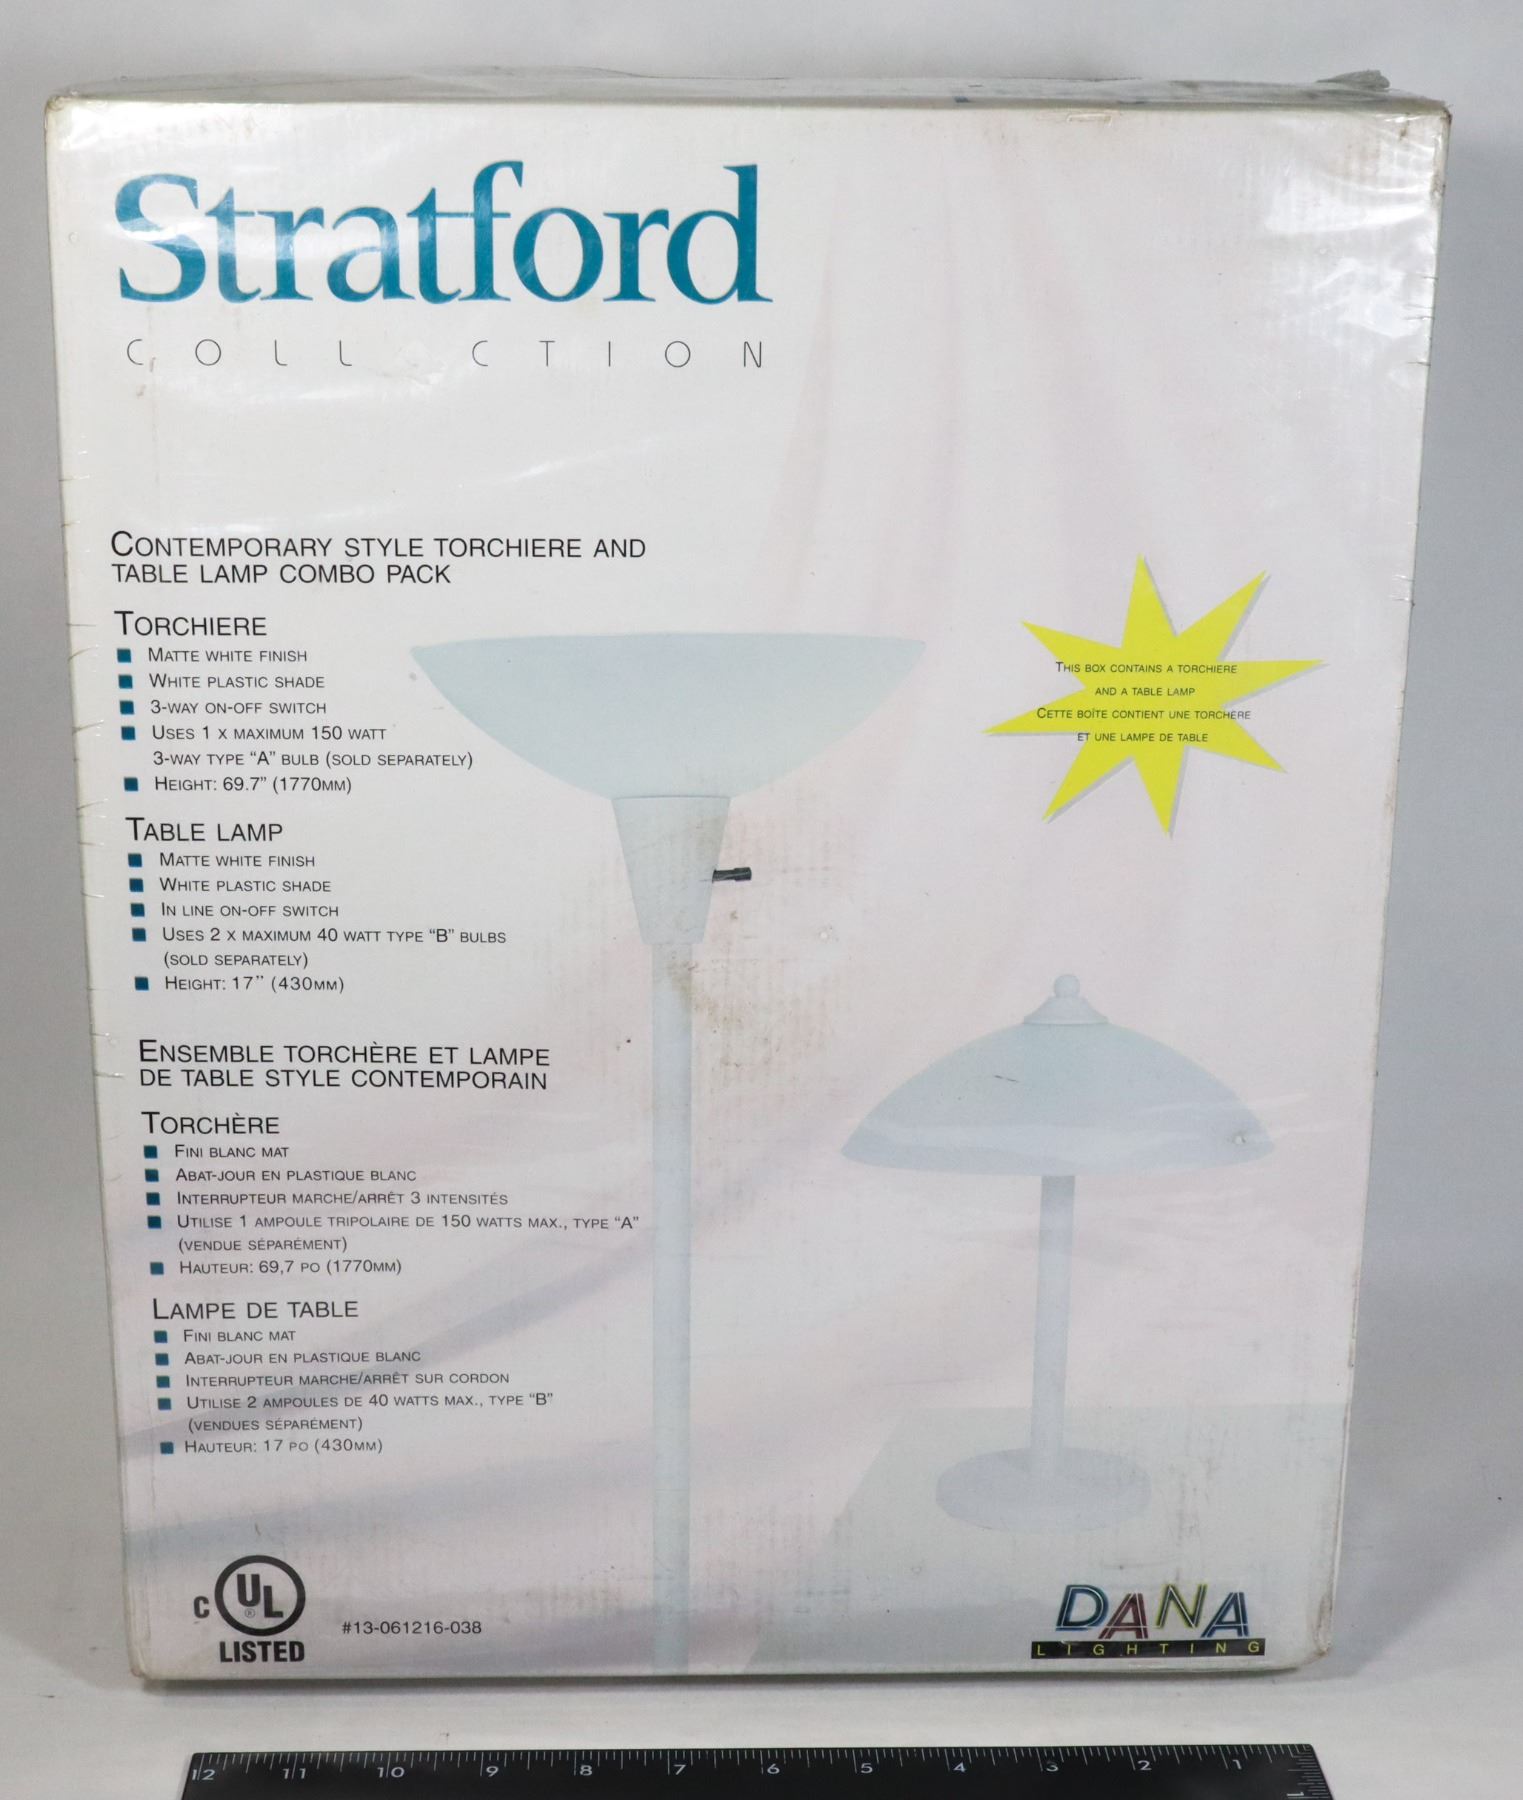 Stratford
COLL CTION
CONTEMPORARY STYLE TORCHIERE AND
TABLE LAMP COMBO PACK
TORCHIERE
■ MATTE WHITE FINISH
■ WHITE PLASTIC SHADE
■ 3-WAY ON-OFF SWITCH
■ USES 1 X MAXIMUM 150 WATT
3-WAY TYPE “A” BULB (SOLD SEPARATELY)
■ HEIGHT: 69.7” (1770MM)
TABLE LAMP
■ MATTE WHITE FINISH
■ WHITE PLASTIC SHADE
■ IN LINE ON-OFF SWITCH
■ USES 2 X MAXIMUM 40 WATT TYPE “B” BULBS
(SOLD SEPARATELY)
■ HEIGHT: 17” (430MM)
ENSEMBLE TORCHÈRE ET LAMPE
DE TABLE STYLE CONTEMPORAIN
TORCHÈRE
■ FINI BLANC MAT
■ ABAT-JOUR EN PLASTIQUE BLANC
■ INTERRUPTEUR MARCHE/ARRÊT 3 INTENSITÉS
■ UTILISE 1 AMPOULE TRIPOLAIRE DE 150 WATTS MAX., TYPE “A”
(VENDUE SÉPARÉMENT)
■ HAUTEUR: 69,7 PO (1770MM)
LAMPE DE TABLE
■ FINI BLANC MAT
■ ABAT-JOUR EN PLASTIQUE BLANC
■ INTERRUPTEUR MARCHE/ARRÊT SUR CORDON
■ UTILISE 2 AMPOULES DE 40 WATTS MAX., TYPE “B”
(VENDUES SÉPARÉMENT)
■ HAUTEUR: 17 PO (430MM)
THIS BOX CONTAINS A TORCHIERE
AND A TABLE LAMP
CETTE BOÎTE CONTIENT UNE TORCHÈRE
ET UNE LAMPE DE TABLE
C UL ®
LISTED
#13-061216-038
DANA
LIGHTING
12 11 10 9 8 7 6 5 4 3 2 1